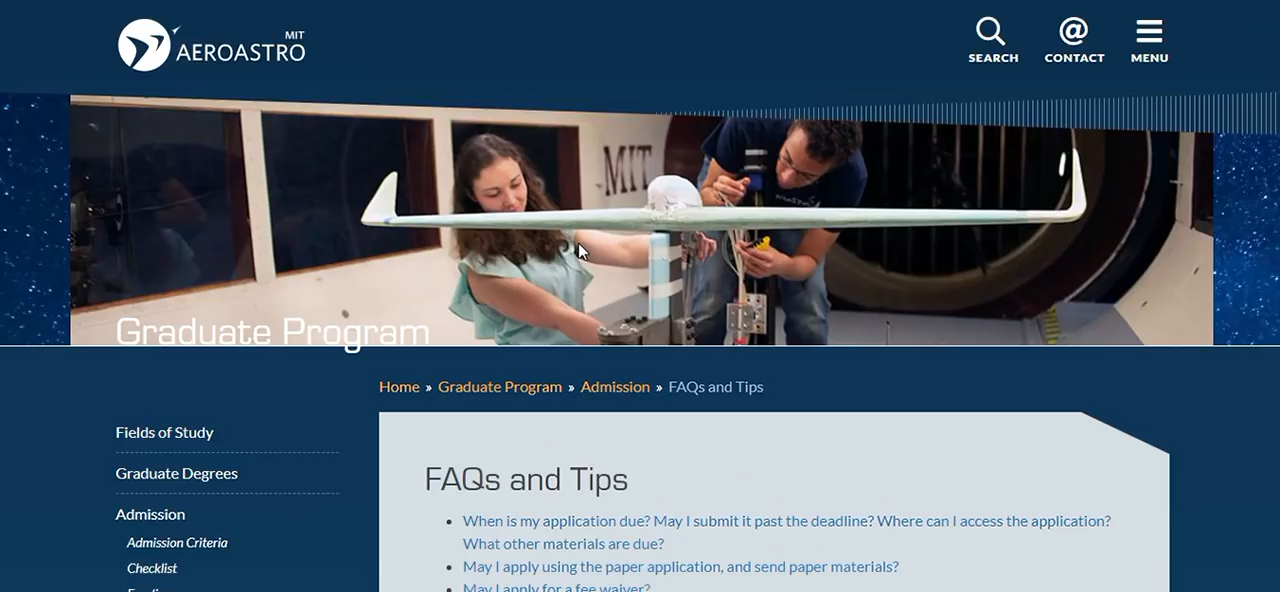 MIT
AEROASTRO
SEARCH
CONTACT
MENU
MIT
Graduate Program
Home » Graduate Program » Admission » FAQs and Tips
Fields of Study
Graduate Degrees
Admission
Admission Criteria
Checklist
FAQs and Tips
When is my application due? May I submit it past the deadline? Where can I access the application?
What other materials are due?
May I apply using the paper application, and send paper materials?
May I apply for a fee waiver?